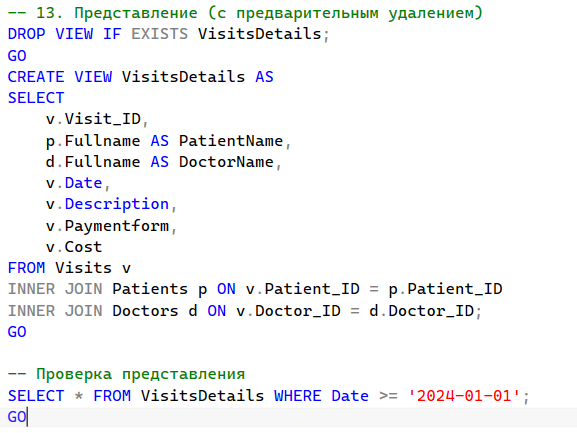 -- 13. Представление (с предварительным удалением)
DROP VIEW IF EXISTS VisitsDetails;
GO
CREATE VIEW VisitsDetails AS
SELECT
    v.Visit_ID,
    p.Fullname AS PatientName,
    d.Fullname AS DoctorName,
    v.Date,
    v.Description,
    v.Paymentform,
    v.Cost
FROM Visits v
INNER JOIN Patients p ON v.Patient_ID = p.Patient_ID
INNER JOIN Doctors d ON v.Doctor_ID = d.Doctor_ID;
GO

-- Проверка представления
SELECT * FROM VisitsDetails WHERE Date >= '2024-01-01';
GO